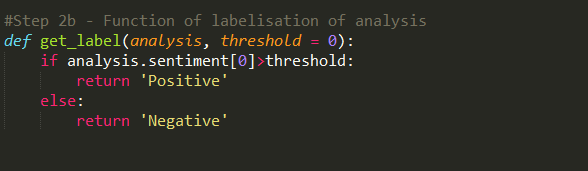 #Step 2b - Function of labelisation of analysis
def get_label(analysis, threshold = 0):
    if analysis.sentiment[0]>threshold:
        return 'Positive'
    else:
        return 'Negative'